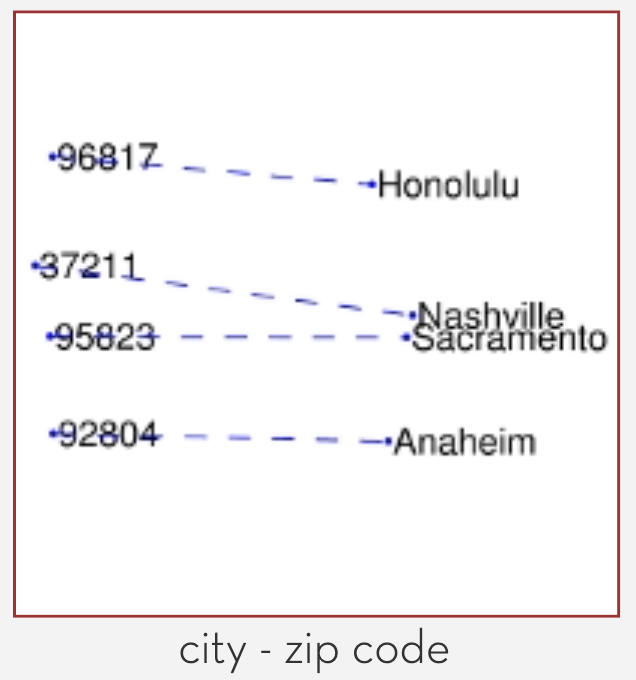 96817
Honolulu
37211
Nashville
95823
Sacramento
92804
Anaheim
city - zip code